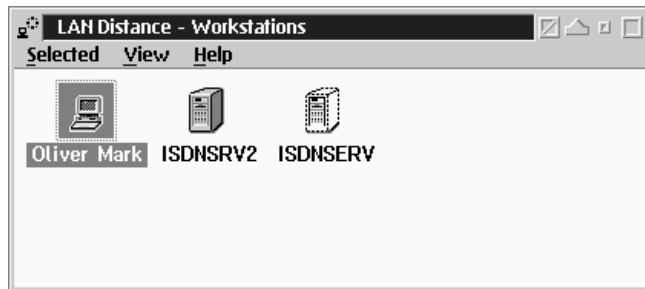 LAN Distance - Workstations
Selected View Help
Oliver Mark ISDNSRV2 ISDNSERV